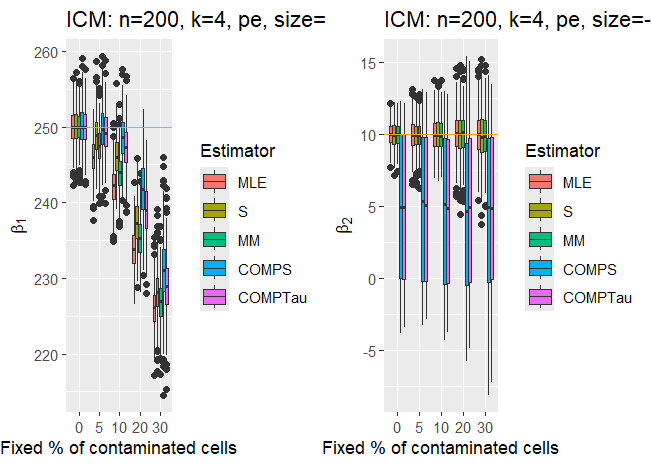 ICM: n=200, k=4, pe, size=
260
250
240
230
220
β1
0 5 10 20 30
Fixed % of contaminated cells
Estimator
MLE
S
MM
COMPS
COMPTau
ICM: n=200, k=4, pe, size=-
15
10
5
0
-5
β2
0 5 10 20 30
Fixed % of contaminated cells
Estimator
MLE
S
MM
COMPS
COMPTau